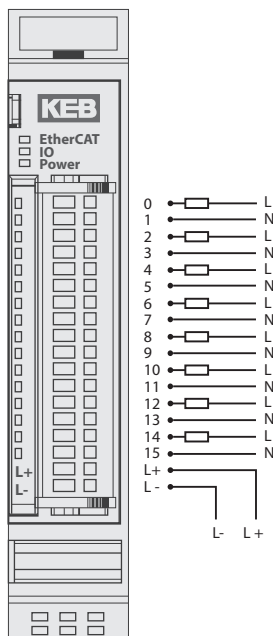 KEB
EtherCAT
IO
Power
0 L
1 N
2 L
3 N
4 L
5 N
6 L
7 N
8 L
9 N
10 L
11 N
12 L
13 N
14 L
15 N
L+ L+
L- L -
L- L +